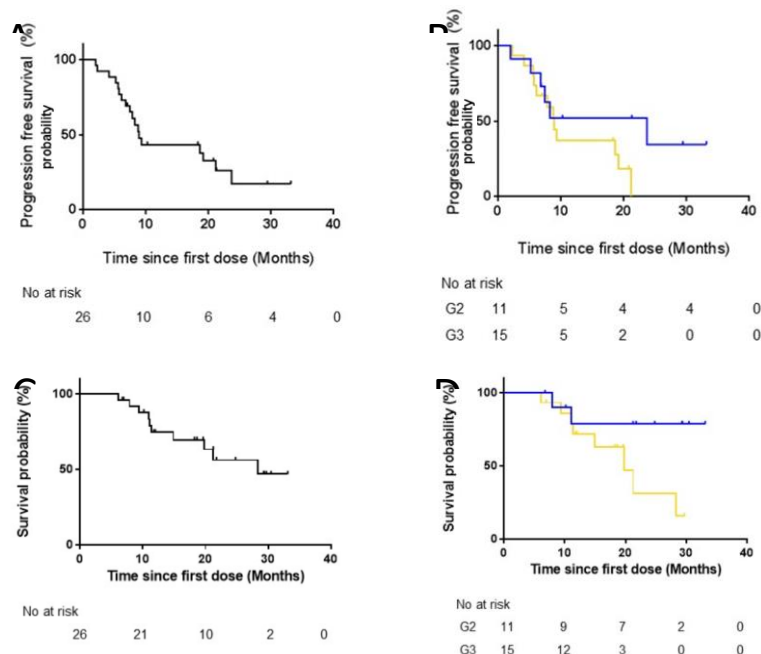 A
Progression free survival (%)
probability
100
50
0
0 10 20 30 40
Time since first dose (Months)
No at risk
26 10 6 4 0
Progression free survival (%)
probability
100
50
0
0 10 20 30 40
Time since first dose (Months)
No at risk
G2 11 5 4 4 0
G3 15 5 2 0 0
C
Survival probability (%)
100
50
0
0 10 20 30 40
Time since first dose (Months)
No at risk
26 21 10 2 0
D
Survival probability (%)
100
50
0
0 10 20 30 40
Time since first dose (Months)
No at risk
G2 11 9 7 2 0
G3 15 12 3 0 0